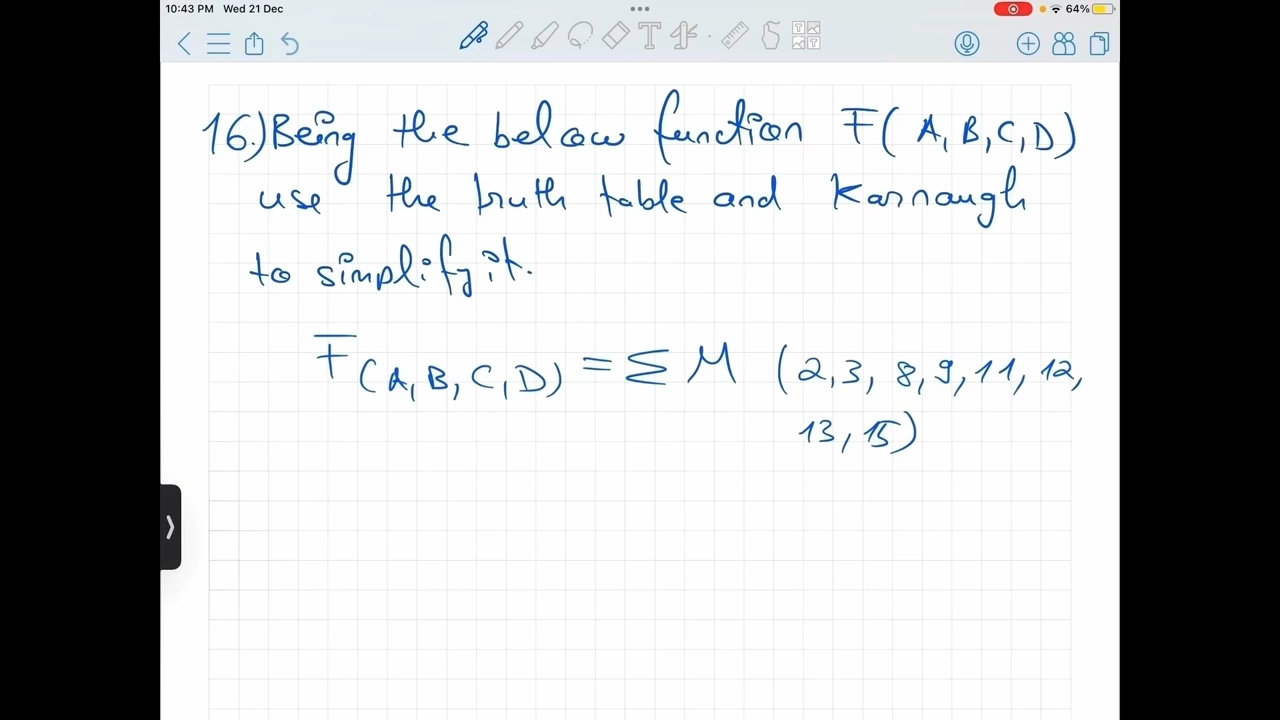 10:43 PM Wed 21 Dec
64%
16.) Being the below function F(A,B,C,D)
use the truth table and Karnaugh
to simplify it.
F(A,B,C,D) = Σ M (2,3,8,9,11,12,
13,15)